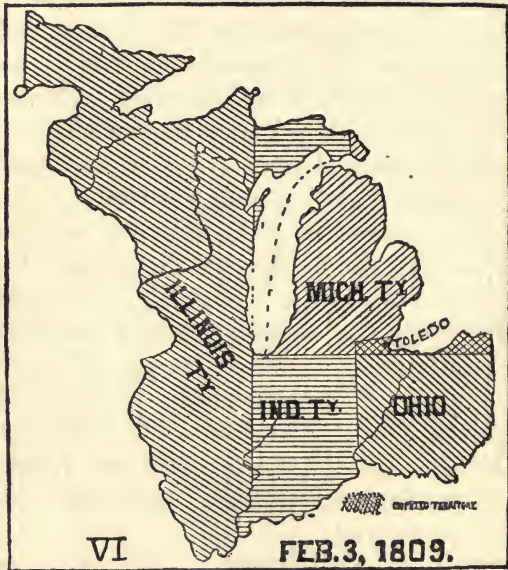 MICH. TY.
TOLEDO
ILLINOIS
TY
IND. TY.
OHIO
VI
FEB. 3, 1809.